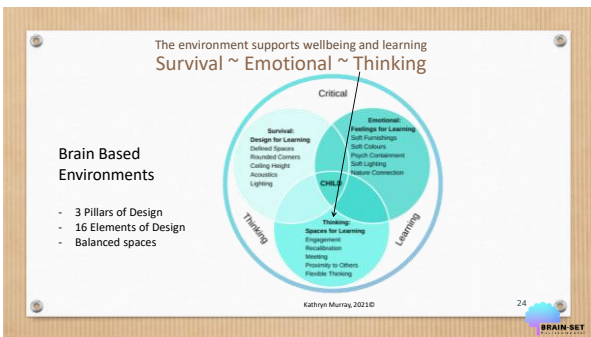 The environment supports wellbeing and learning
Survival ~ Emotional ~ Thinking
Critical
Brain Based
Environments
- 3 Pillars of Design
- 16 Elements of Design
- Balanced spaces
Survival:
Design for Learning
Defined Spaces
Rounded Corners
Ceiling Height
Acoustics
Lighting
Emotional:
Feelings for Learning
Soft Furnishings
Soft Colours
Psych Containment
Soft Lighting
Nature Connection
CHILD
Thinking:
Spaces for Learning
Engagement
Recalibration
Meeting
Proximity to Others
Flexible Thinking
Thinking
Learning
Kathryn Murray, 2021©
24
BRAIN-SET